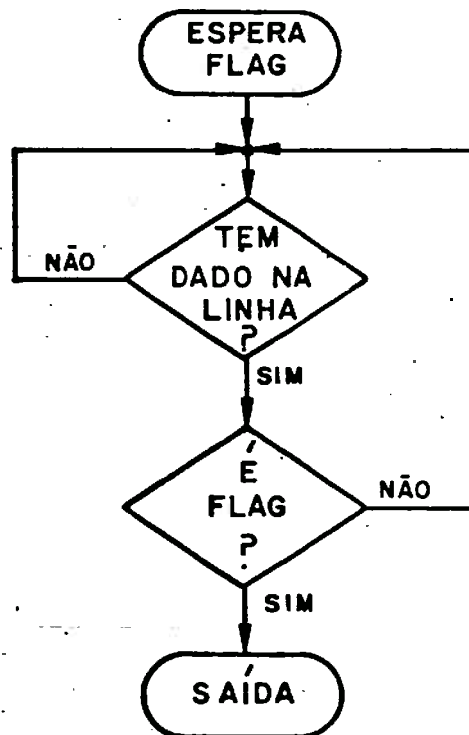 ESPERA
FLAG
TEM
NÃO
DADO NA
LINHA
?
SIM
É
FLAG
NÃO
?
SIM
SAÍDA